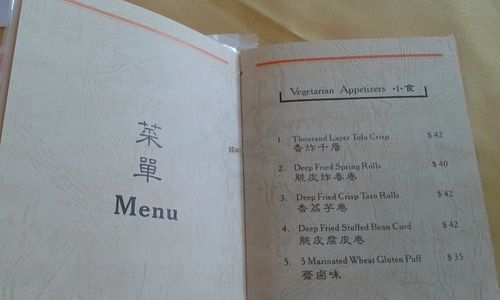 菜單
Menu
Vegetarian Appetizers 小食
1. Thousand Layer Tofu Crisp $42
香炸千層
2. Deep Fried Spring Rolls $40
脆皮炸春卷
3. Deep Fried Crisp Taro Rolls $42
香荔芋卷
4. Deep Fried Stuffed Bean Curd $42
脆皮腐皮卷
5. 5 Marinated Wheat Gluten Puff $35
齋鹵味